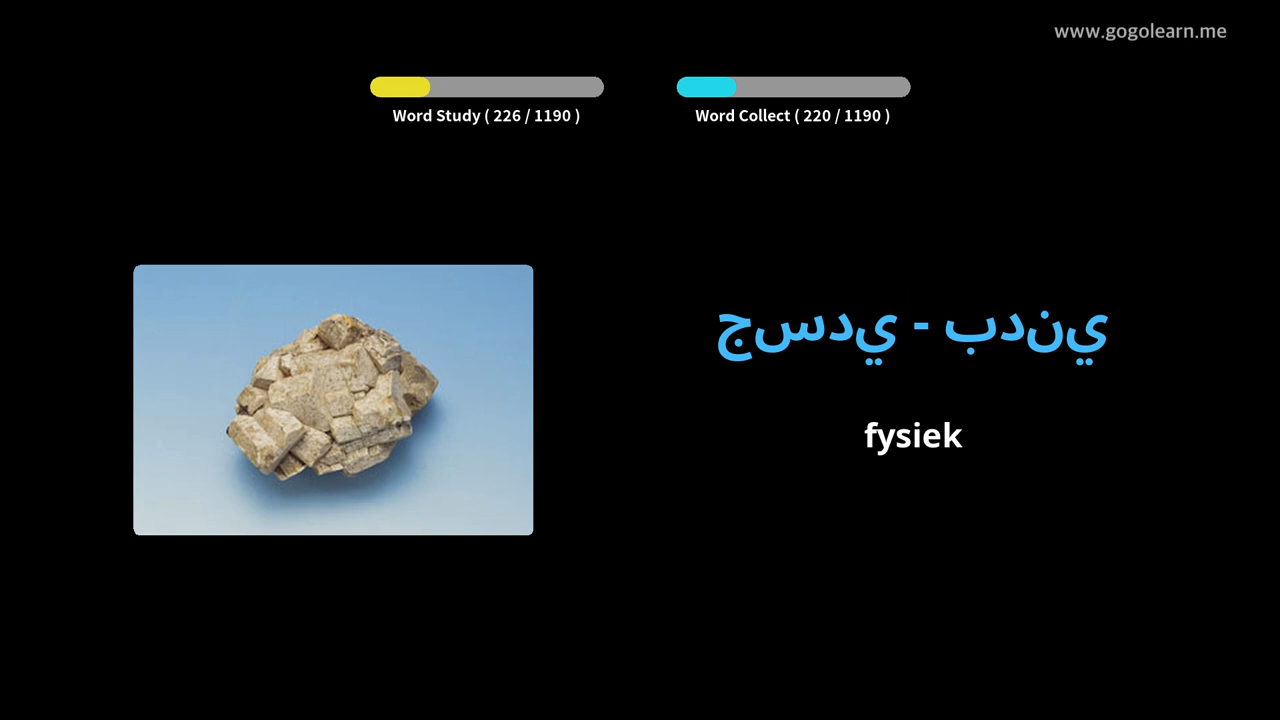 www.gogolearn.me
Word Study ( 226 / 1190 )
Word Collect ( 220 / 1190 )
جسدي - بدني
fysiek